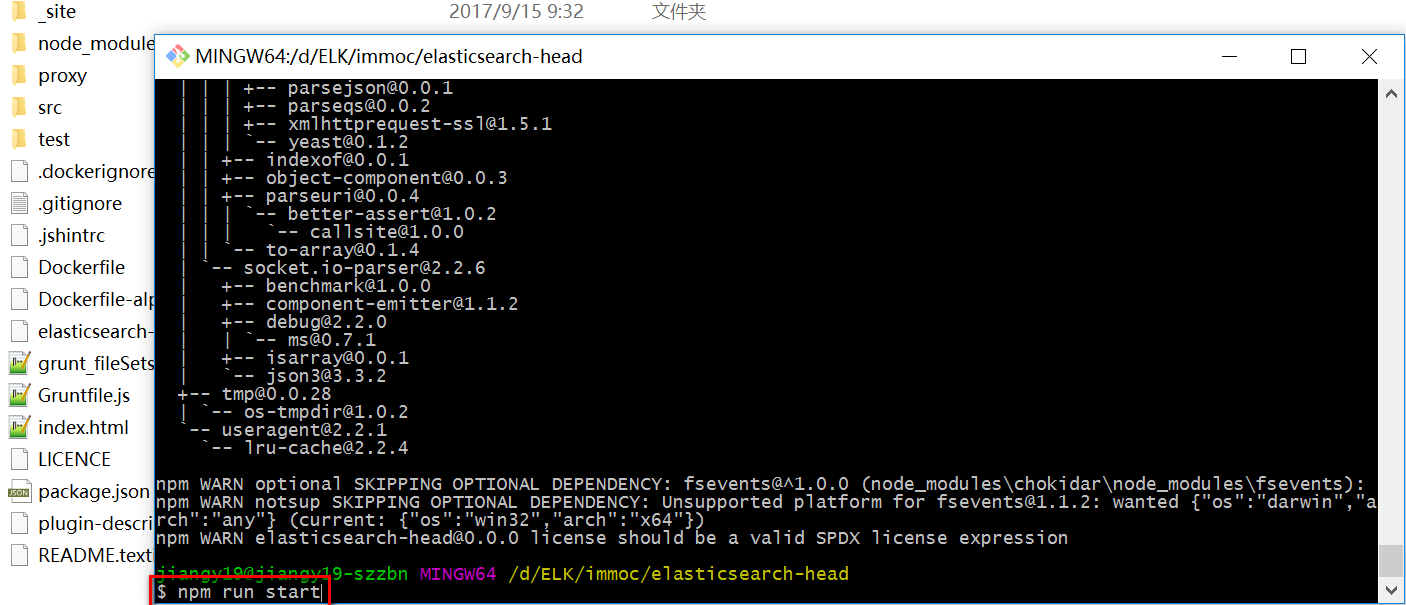 _site 2017/9/15 9:32 文件夹
node_module
proxy
src
test
.dockerignore
.gitignore
.jshintrc
Dockerfile
Dockerfile-alp
elasticsearch-
grunt_fileSets
Gruntfile.js
index.html
LICENCE
package.json
plugin-descri
README.text
MINGW64:/d/ELK/immoc/elasticsearch-head
| | | +-- parsejson@0.0.1
| | | +-- parseqs@0.0.2
| | | +-- xmlhttprequest-ssl@1.5.1
| | | `-- yeast@0.1.2
| | +-- indexof@0.0.1
| | +-- object-component@0.0.3
| | +-- parseuri@0.0.4
| | | `-- better-assert@1.0.2
| | |   `-- callsite@1.0.0
| | `-- to-array@0.1.4
| `-- socket.io-parser@2.2.6
|   +-- benchmark@1.0.0
|   +-- component-emitter@1.1.2
|   +-- debug@2.2.0
|   | `-- ms@0.7.1
|   +-- isarray@0.0.1
|   `-- json3@3.3.2
+-- tmp@0.0.28
| `-- os-tmpdir@1.0.2
`-- useragent@2.2.1
  `-- lru-cache@2.2.4
npm WARN optional SKIPPING OPTIONAL DEPENDENCY: fsevents@^1.0.0 (node_modules\chokidar\node_modules\fsevents):
npm WARN notsup SKIPPING OPTIONAL DEPENDENCY: Unsupported platform for fsevents@1.1.2: wanted {"os":"darwin","a
rch":"any"} (current: {"os":"win32","arch":"x64"})
npm WARN elasticsearch-head@0.0.0 license should be a valid SPDX license expression
jiangy19@jiangy19-szzbn MINGW64 /d/ELK/immoc/elasticsearch-head
$ npm run start